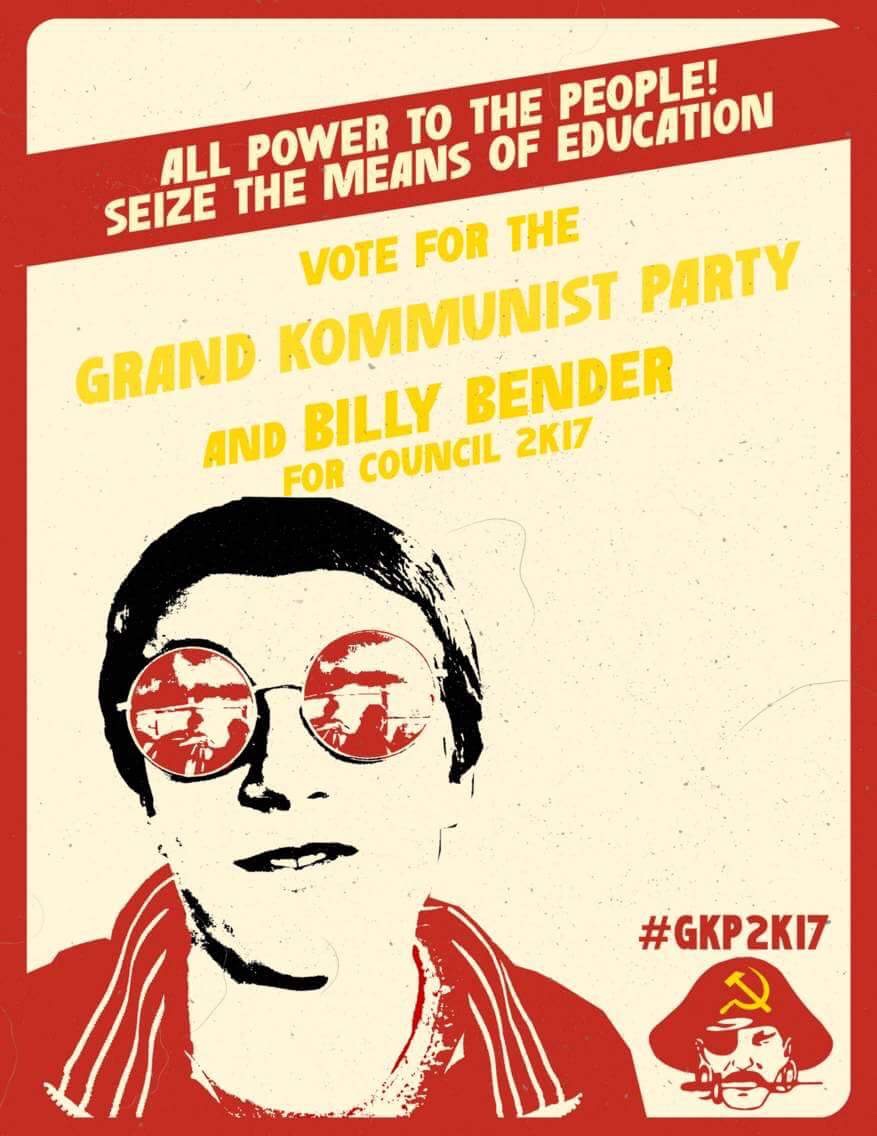 ALL POWER TO THE PEOPLE!
SEIZE THE MEANS OF EDUCATION
VOTE FOR THE
GRAND KOMMUNIST PARTY
AND BILLY BENDER
FOR COUNCIL 2K17
#GKP2K17